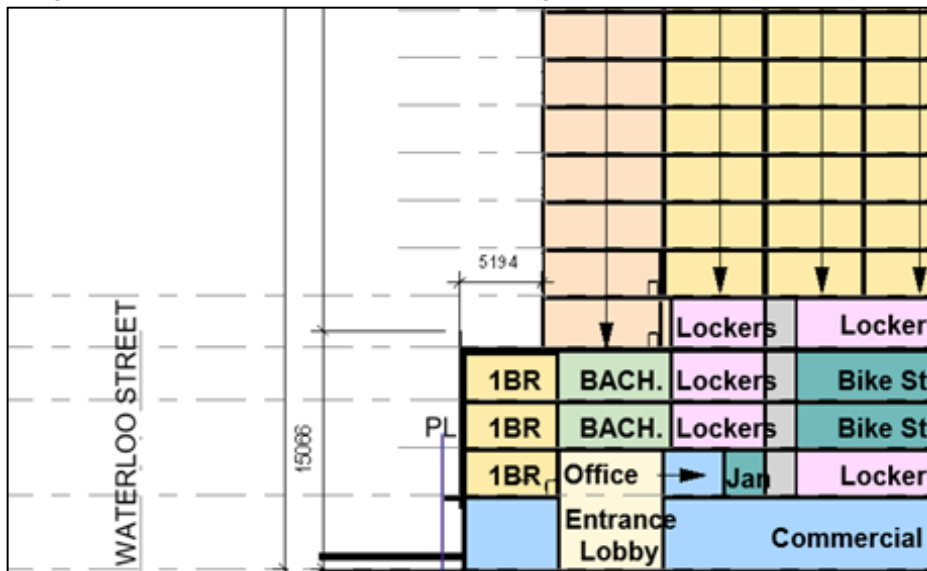 5194
Lockers Locker
1BR BACH. Lockers Bike St
PL 1BR BACH. Lockers Bike St
1BR Office Jan Locker
Entrance
Lobby Commercial
WATERLOO STREET
15066